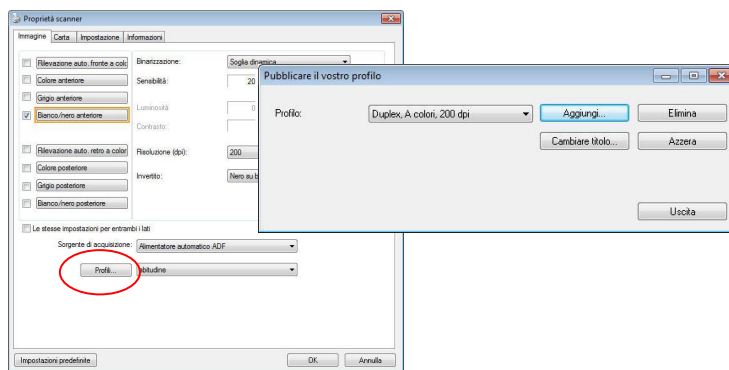 Proprietà scanner
Immagine Carta Impostazione Informazioni
Rilevazione auto. fronte a colo
Colore anteriore
Grigio anteriore
Bianco/nero anteriore
Rilevazione auto. retro a color
Colore posteriore
Grigio posteriore
Bianco/nero posteriore
Binarizzazione: Soglia dinamica
Sensibilità: 20
Luminosità 0
Contrasto:
Risoluzione (dpi): 200
Invertito: Nero su b
Le stesse impostazioni per entrambi i lati
Sorgente di acquisizione: Alimentatore automatico ADF
Profili... abitudine
Impostazioni predefinite OK Annulla
Pubblicare il vostro profilo
Profilo: Duplex, A colori, 200 dpi Aggiungi... Elimina
Cambiare titolo... Azzera
Uscita